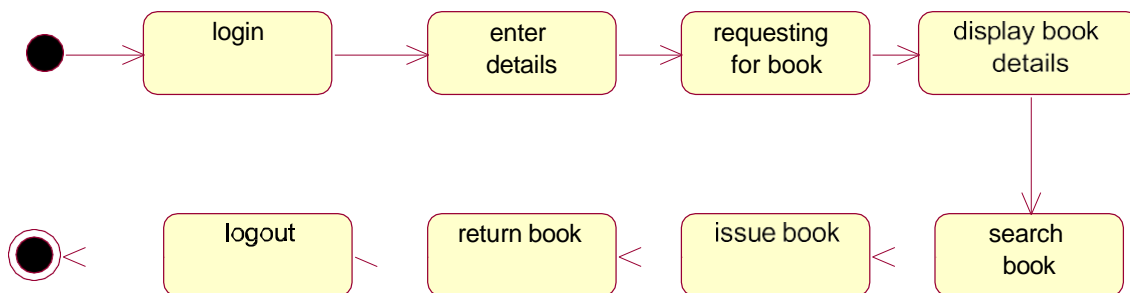 login
enter
details
requesting
for book
display book
details
logout
return book
issue book
search
book